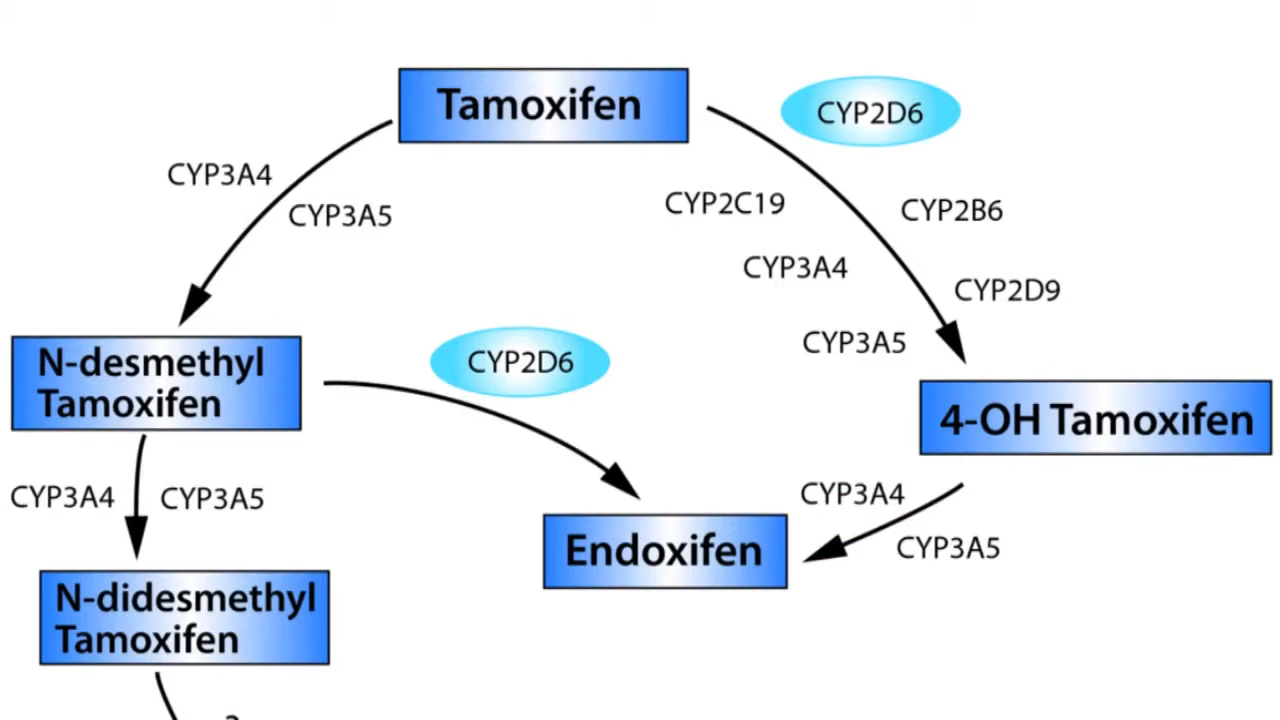 Tamoxifen
CYP2D6
CYP3A4
CYP3A5
CYP2C19
CYP2B6
CYP3A4
CYP2D9
CYP3A5
N-desmethyl
Tamoxifen
CYP2D6
4-OH Tamoxifen
CYP3A4
CYP3A5
CYP3A4
CYP3A5
Endoxifen
N-didesmethyl
Tamoxifen